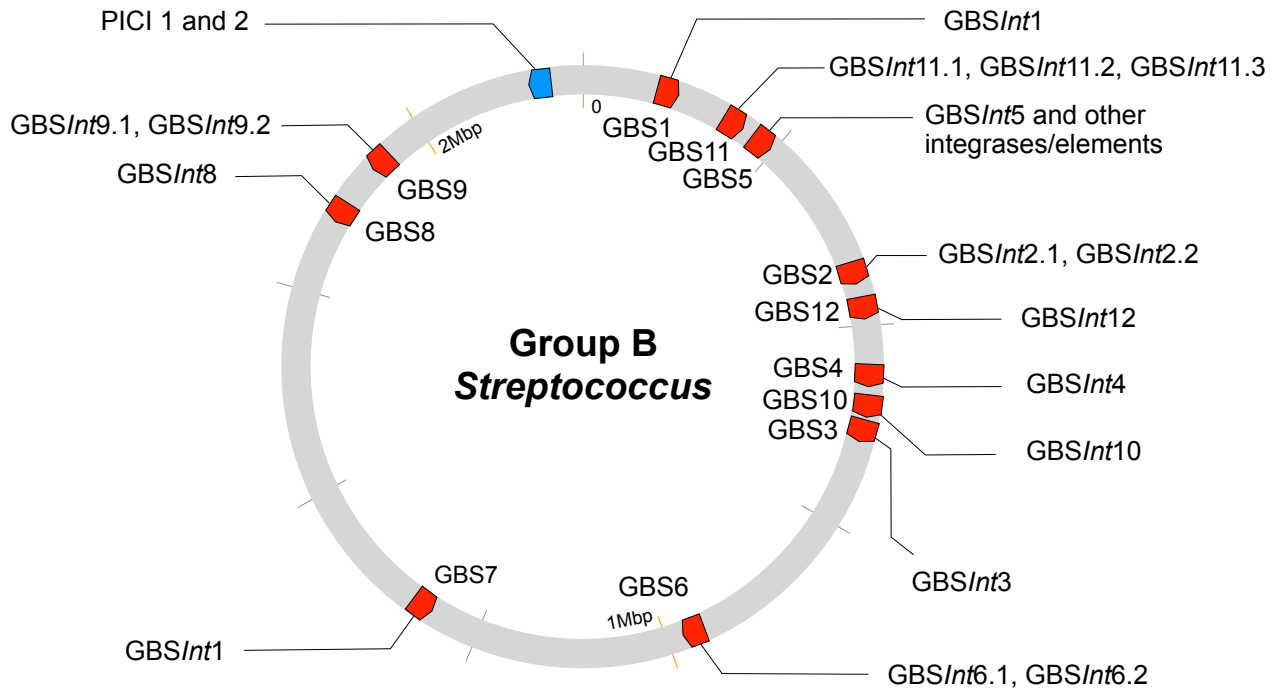 PICI 1 and 2
GBSInt1
GBSInt11.1, GBSInt11.2, GBSInt11.3
GBSInt9.1, GBSInt9.2
2Mbp
0
GBS1
GBSInt5 and other
integrases/elements
GBS11
GBSInt8
GBS9
GBS5
GBS8
GBS2
GBSInt2.1, GBSInt2.2
GBS12
GBSInt12
Group B
Streptococcus
GBS4
GBSInt4
GBS10
GBS3
GBSInt10
GBS7
GBS6
GBSInt3
1Mbp
GBSInt1
GBSInt6.1, GBSInt6.2